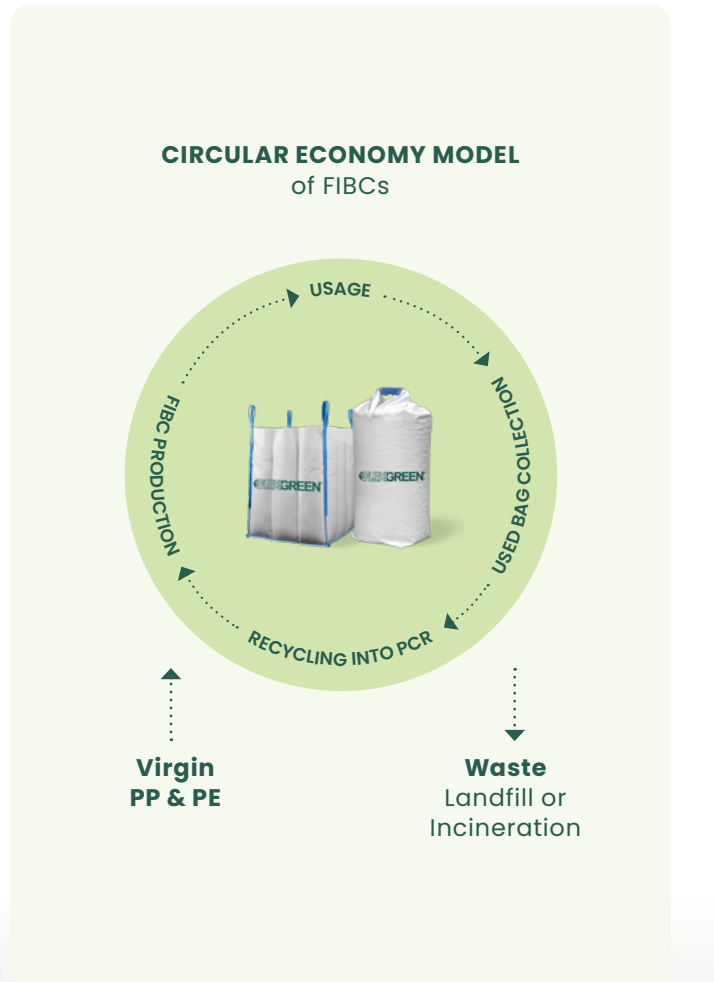 CIRCULAR ECONOMY MODEL
of FIBCs
USAGE
USED BAG COLLECTION
RECYCLING INTO PCR
FIBC PRODUCTION
Virgin
PP & PE
Waste
Landfill or
Incineration